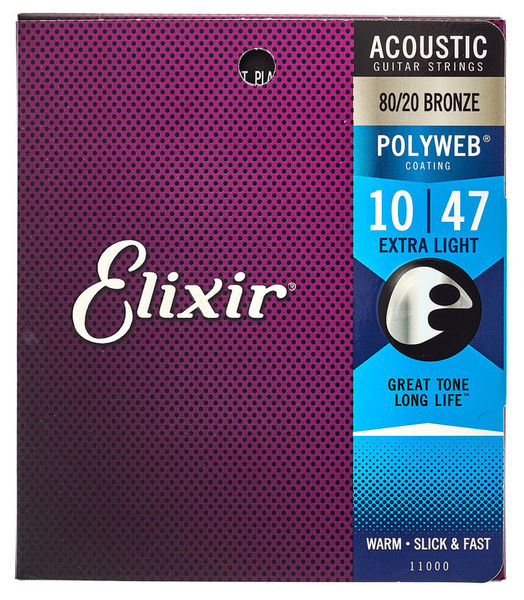 T PLA
ACOUSTIC
GUITAR STRINGS
80/20 BRONZE
POLYWEB®
COATING
10 | 47
EXTRA LIGHT
Elixir®
GREAT TONE
LONG LIFE™
WARM · SLICK & FAST
11000